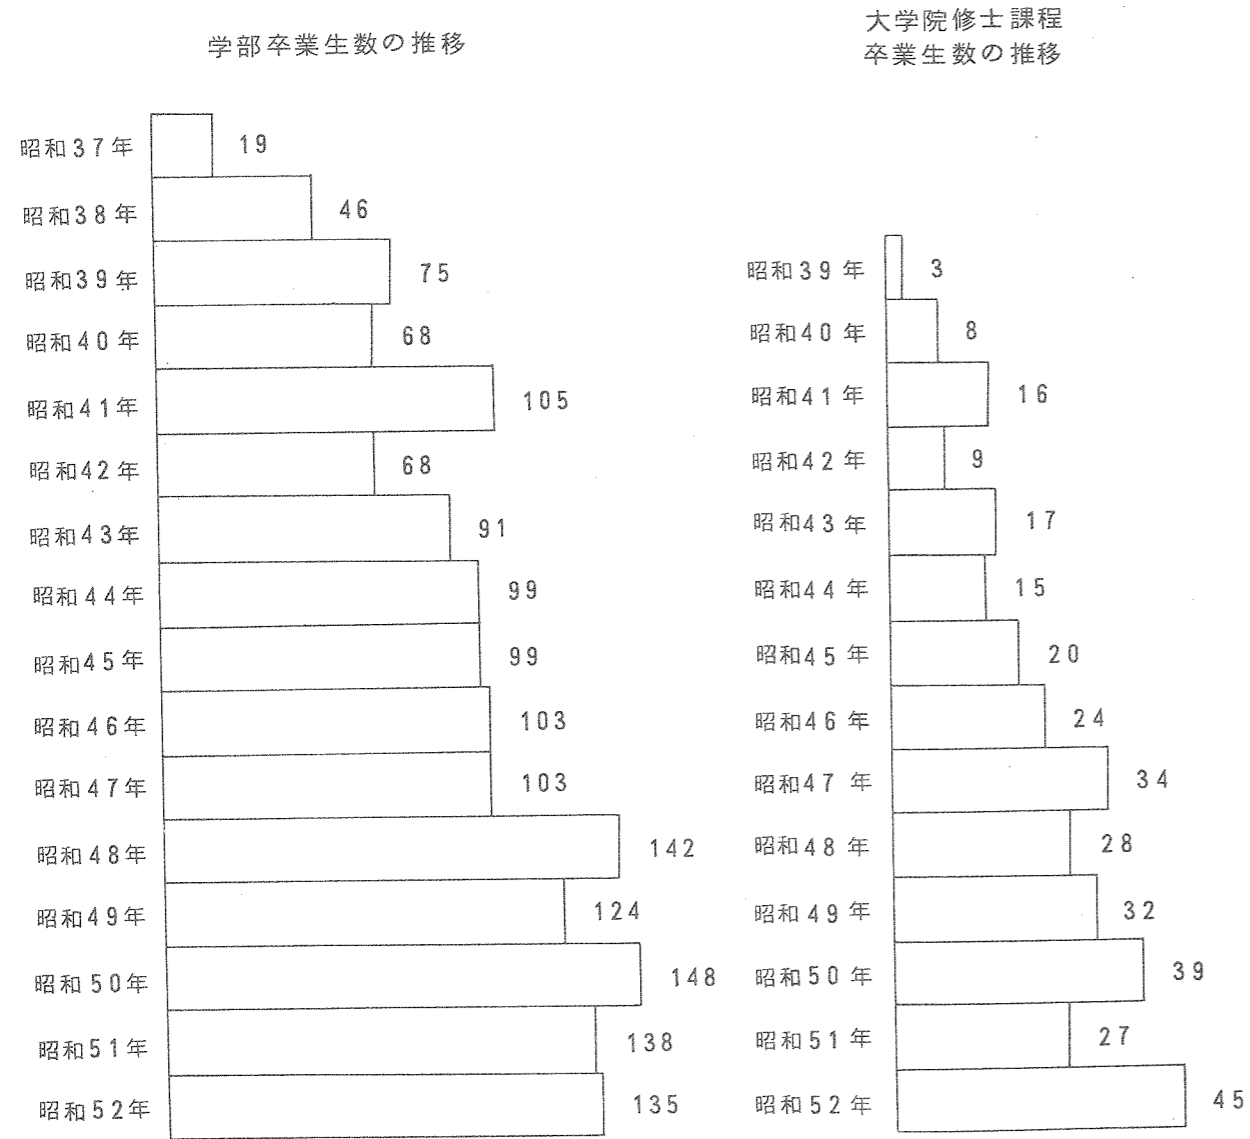 学部卒業生数の推移
昭和37年 19
昭和38年 46
昭和39年 75
昭和40年 68
昭和41年 105
昭和42年 68
昭和43年 91
昭和44年 99
昭和45年 99
昭和46年 103
昭和47年 103
昭和48年 142
昭和49年 124
昭和50年 148
昭和51年 138
昭和52年 135
大学院修士課程
卒業生数の推移
昭和39年 3
昭和40年 8
昭和41年 16
昭和42年 9
昭和43年 17
昭和44年 15
昭和45年 20
昭和46年 24
昭和47年 34
昭和48年 28
昭和49年 32
昭和50年 39
昭和51年 27
昭和52年 45